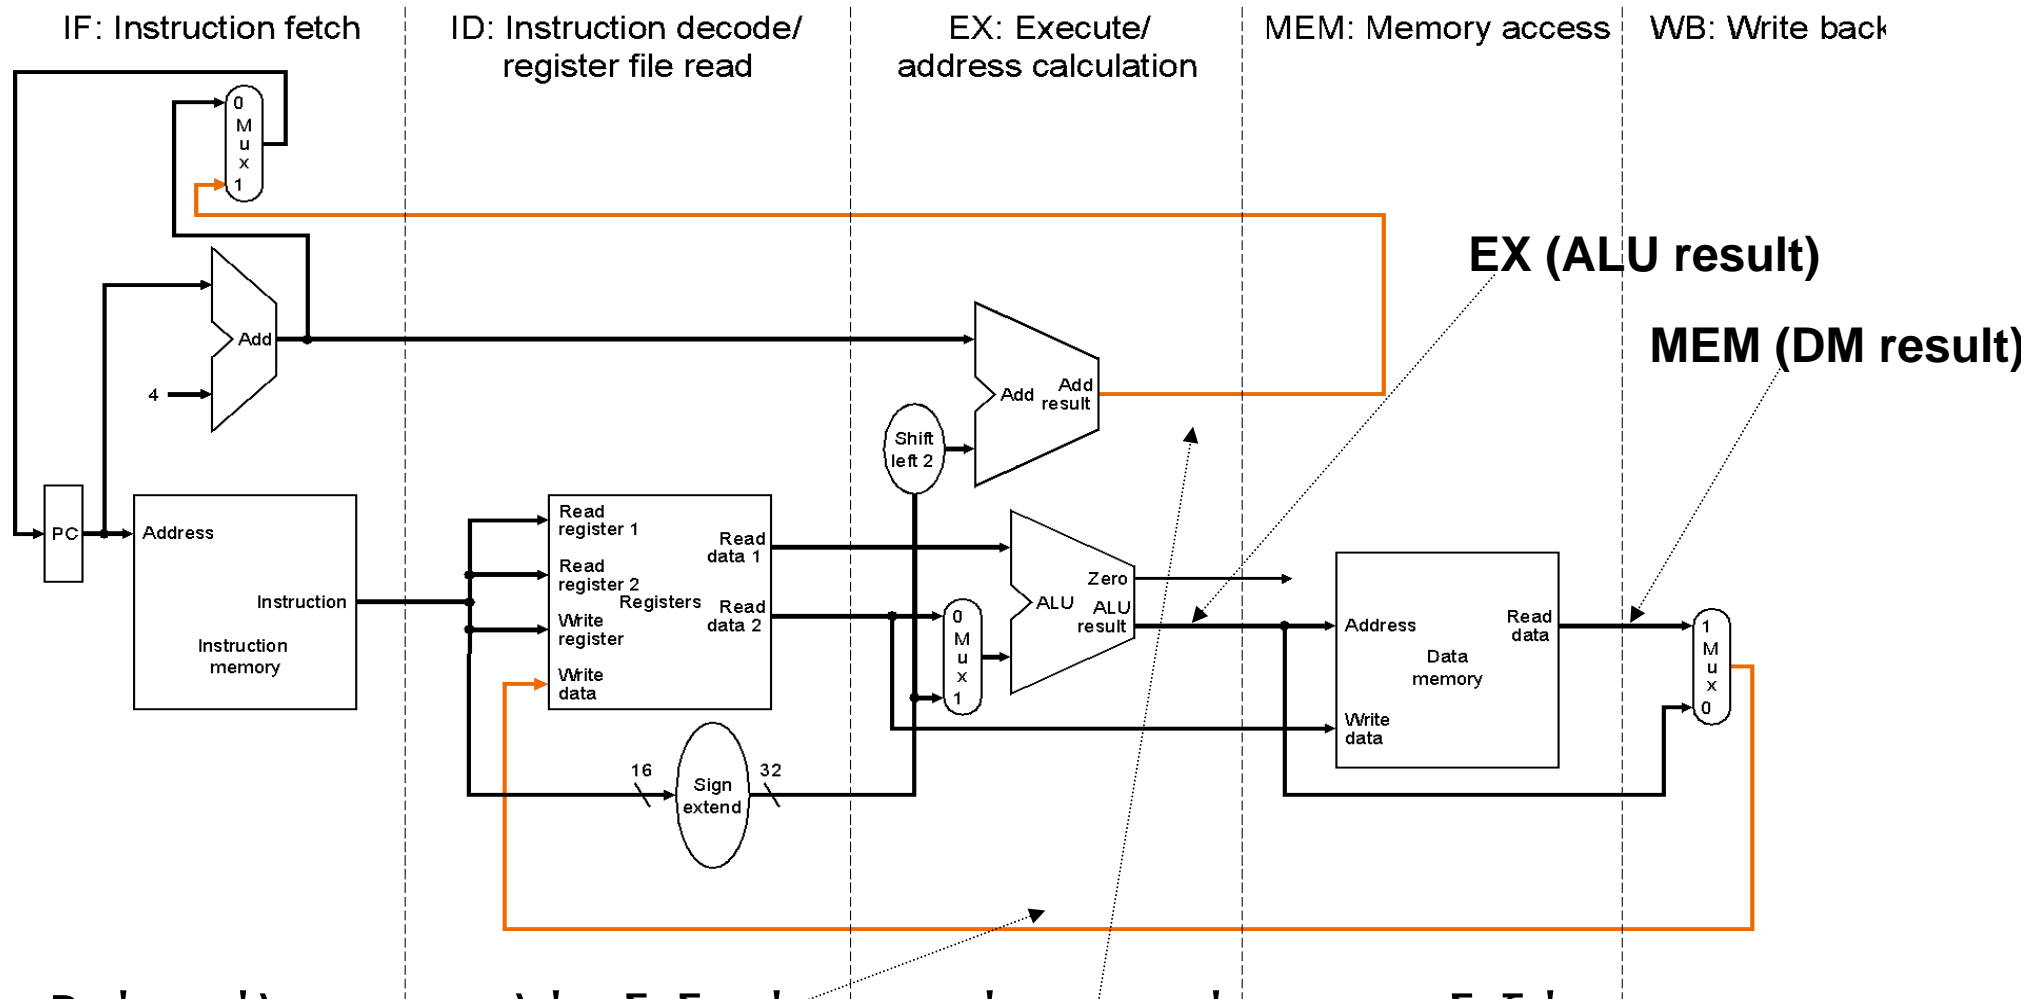 IF: Instruction fetch
ID: Instruction decode/
register file read
EX: Execute/
address calculation
MEM: Memory access
WB: Write back
0
M
u
x
1
EX (ALU result)
MEM (DM result)
Add
4
Add
Add
result
Shift
left 2
PC
Address
Instruction
Instruction
memory
Read
register 1
Read
register 2
Registers
Write
register
Write
data
Read
data 1
Read
data 2
0
M
u
x
1
Zero
ALU
ALU
result
Address
Read
data
Data
memory
Write
data
1
M
u
x
0
16
Sign
extend
32